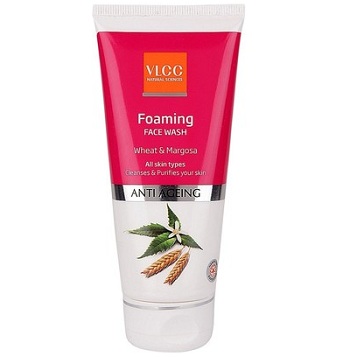 VLCC
NATURAL SCIENCES
Foaming
FACE WASH
Wheat & Margosa
All skin types
Cleanses & Purifies your skin
ANTI AGEING